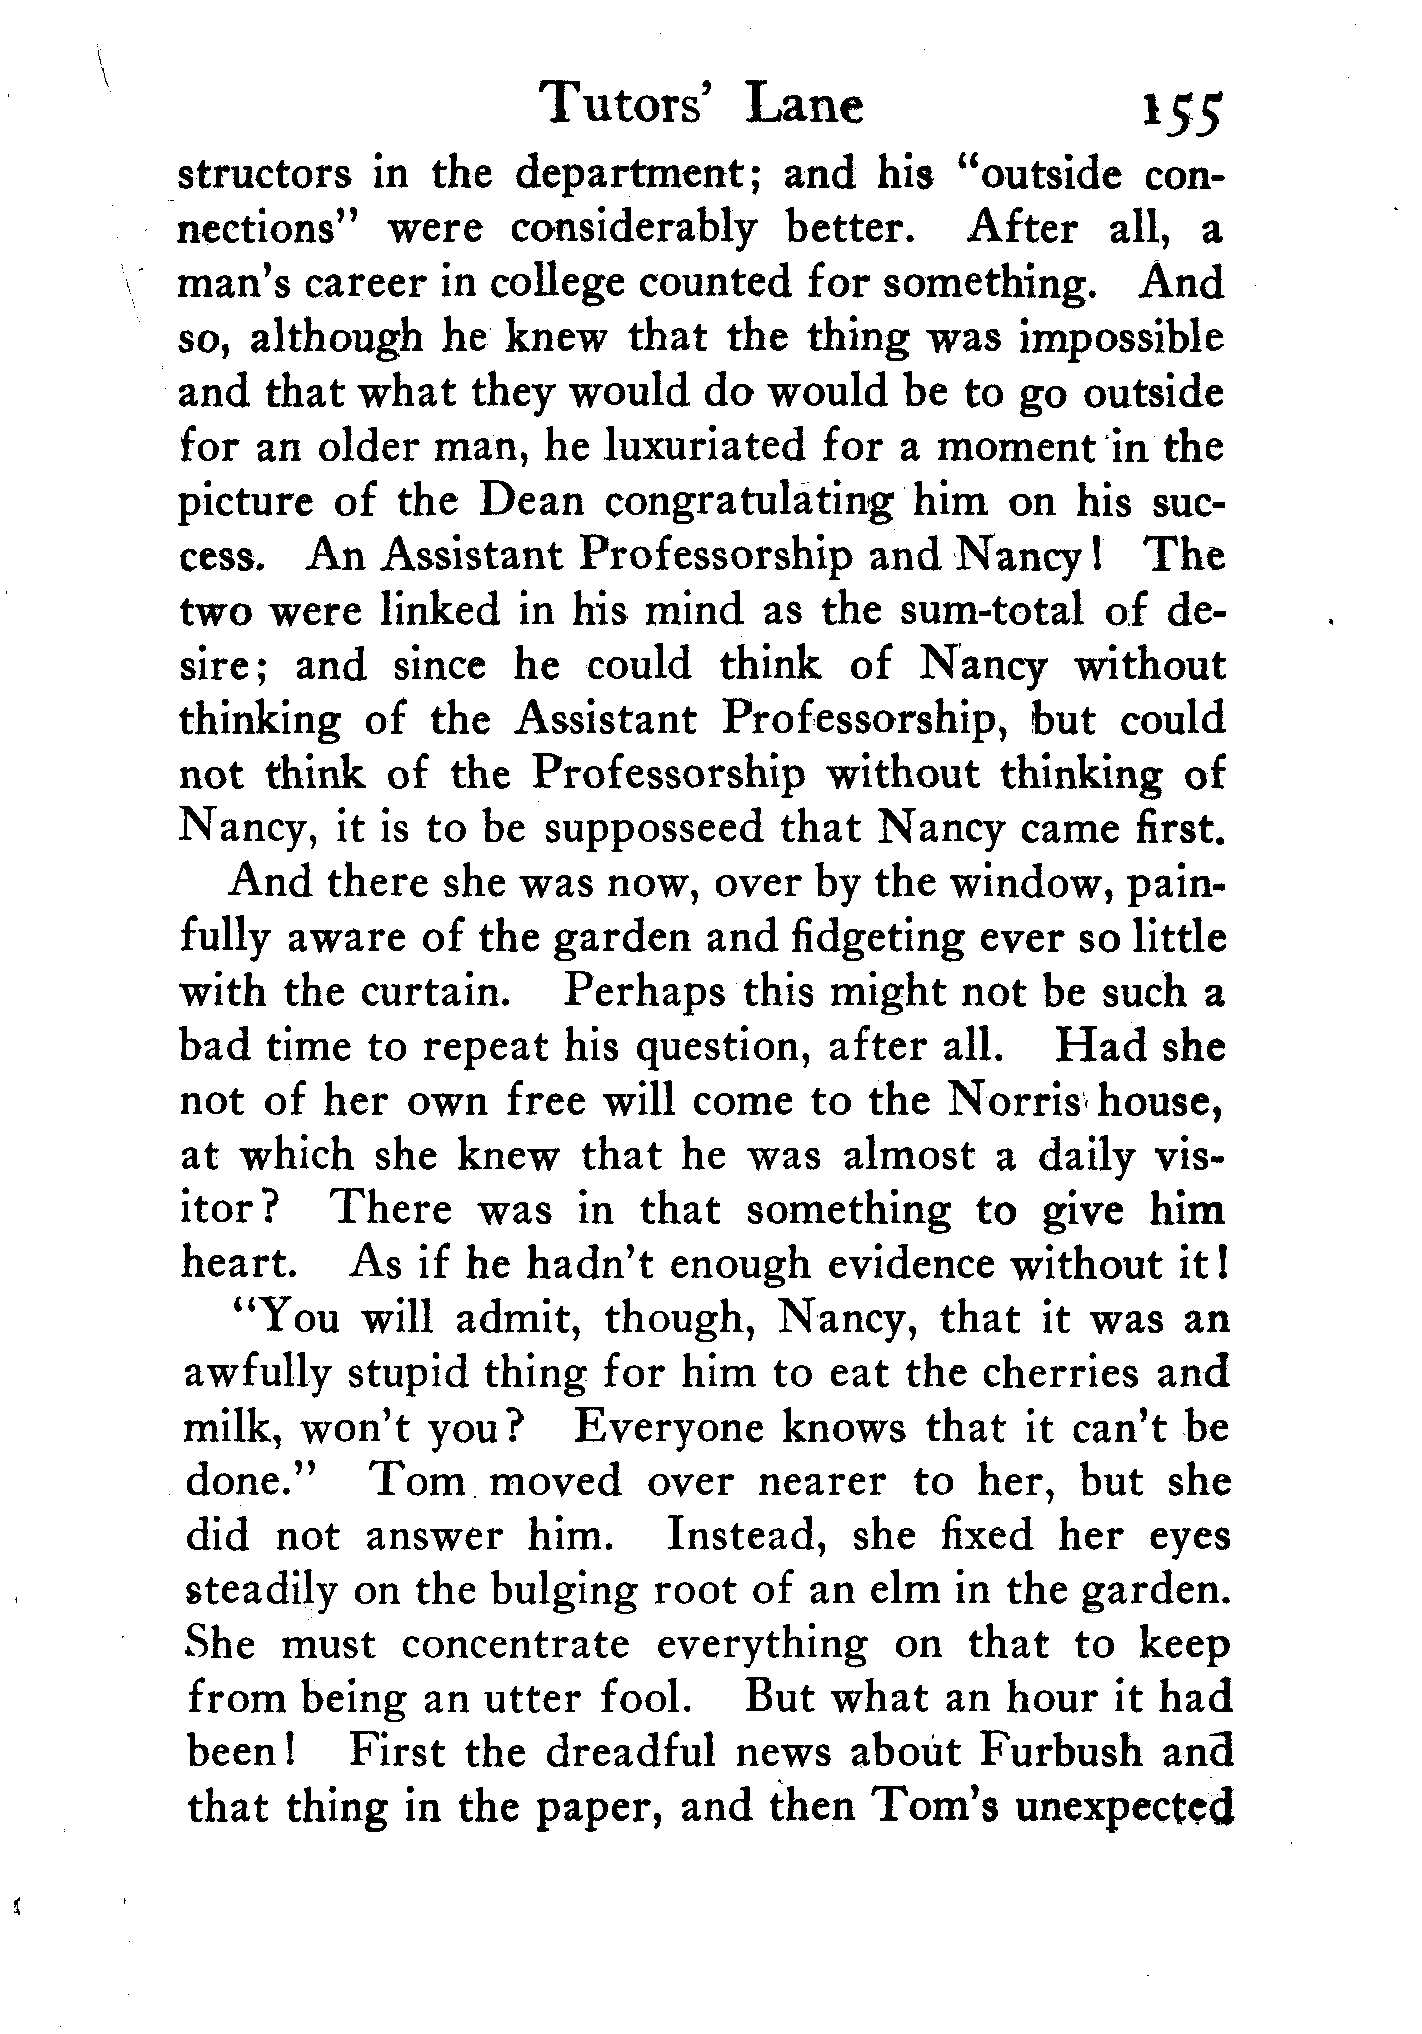 Tutors' Lane 155
structors in the department; and his "outside con-
nections" were considerably better. After all, a
man's career in college counted for something. And
so, although he knew that the thing was impossible
and that what they would do would be to go outside
for an older man, he luxuriated for a moment in the
picture of the Dean congratulating him on his suc-
cess. An Assistant Professorship and Nancy! The
two were linked in his mind as the sum-total of de-
sire; and since he could think of Nancy without
thinking of the Assistant Professorship, but could
not think of the Professorship without thinking of
Nancy, it is to be supposseed that Nancy came first.
And there she was now, over by the window, pain-
fully aware of the garden and fidgeting ever so little
with the curtain. Perhaps this might not be such a
bad time to repeat his question, after all. Had she
not of her own free will come to the Norris house,
at which she knew that he was almost a daily vis-
itor? There was in that something to give him
heart. As if he hadn't enough evidence without it!
"You will admit, though, Nancy, that it was an
awfully stupid thing for him to eat the cherries and
milk, won't you? Everyone knows that it can't be
done." Tom moved over nearer to her, but she
did not answer him. Instead, she fixed her eyes
steadily on the bulging root of an elm in the garden.
She must concentrate everything on that to keep
from being an utter fool. But what an hour it had
been! First the dreadful news about Furbush and
that thing in the paper, and then Tom's unexpected